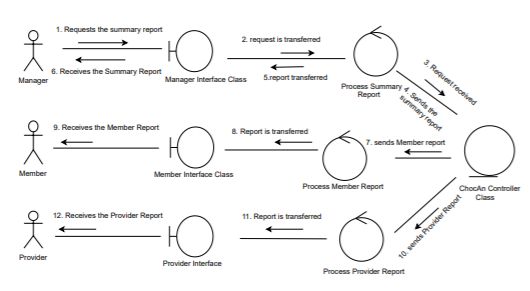 1. Requests the summary report
2. request is transferred
3. Request received
6. Receives the Summary Report
5.report transferred
4. Sends the
summary report
Manager
Manager Interface Class
Process Summary
Report
9. Receives the Member Report
8. Report is transferred
7. sends Member report
Member
Member Interface Class
Process Member Report
ChocAn Controller
Class
12. Receives the Provider Report
11. Report is transferred
10. sends Provider Report
Provider
Provider Interface
Process Provider Report